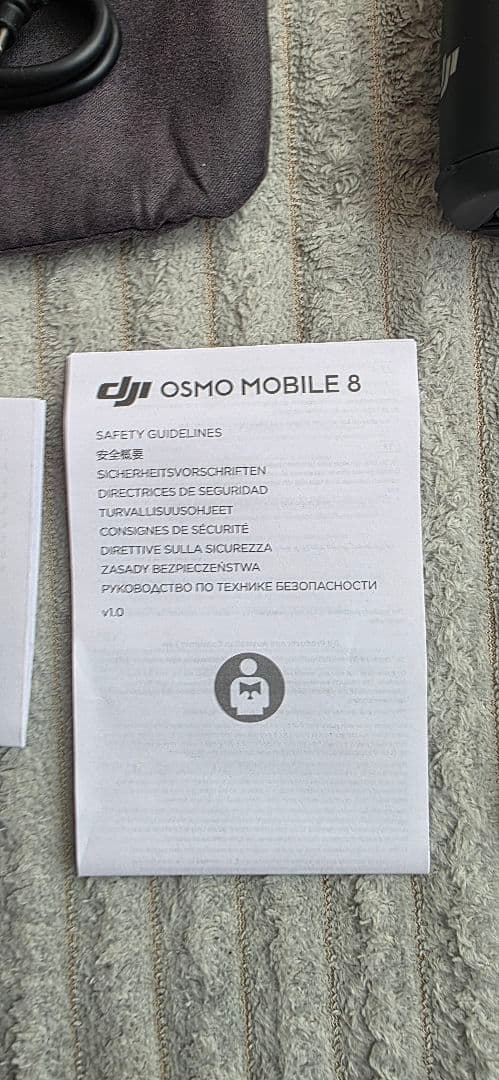 dji
dji OSMO MOBILE 8
SAFETY GUIDELINES
安全概要
SICHERHEITSVORSCHRIFTEN
DIRECTRICES DE SEGURIDAD
TURVALLISUUSOHJEET
CONSIGNES DE SÉCURITÉ
DIRETTIVE SULLA SICUREZZA
ZASADY BEZPIECZEŃSTWA
РУКОВОДСТВО ПО ТЕХНИКЕ БЕЗОПАСНОСТИ
v1.0